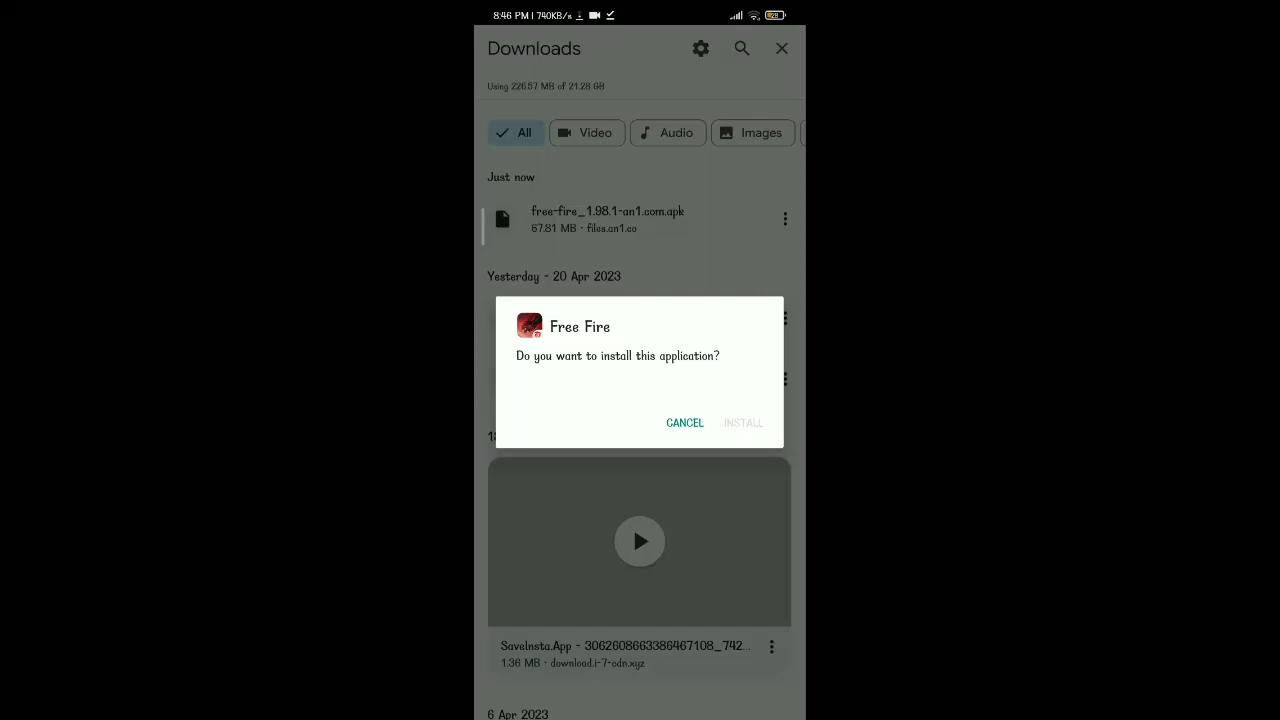 8:46 PM | 740KB/s
28
Downloads
Using 226.57 MB of 21.28 GB
All
Video
Audio
Images
Just now
free-fire_1.98.1-an1.com.apk
67.81 MB · files.an1.co
Yesterday - 20 Apr 2023
Free Fire
Do you want to install this application?
CANCEL
INSTALL
SaveInsta.App - 3062608663386467108_742...
1.36 MB · download.i-7-cdn.xyz
6 Apr 2023